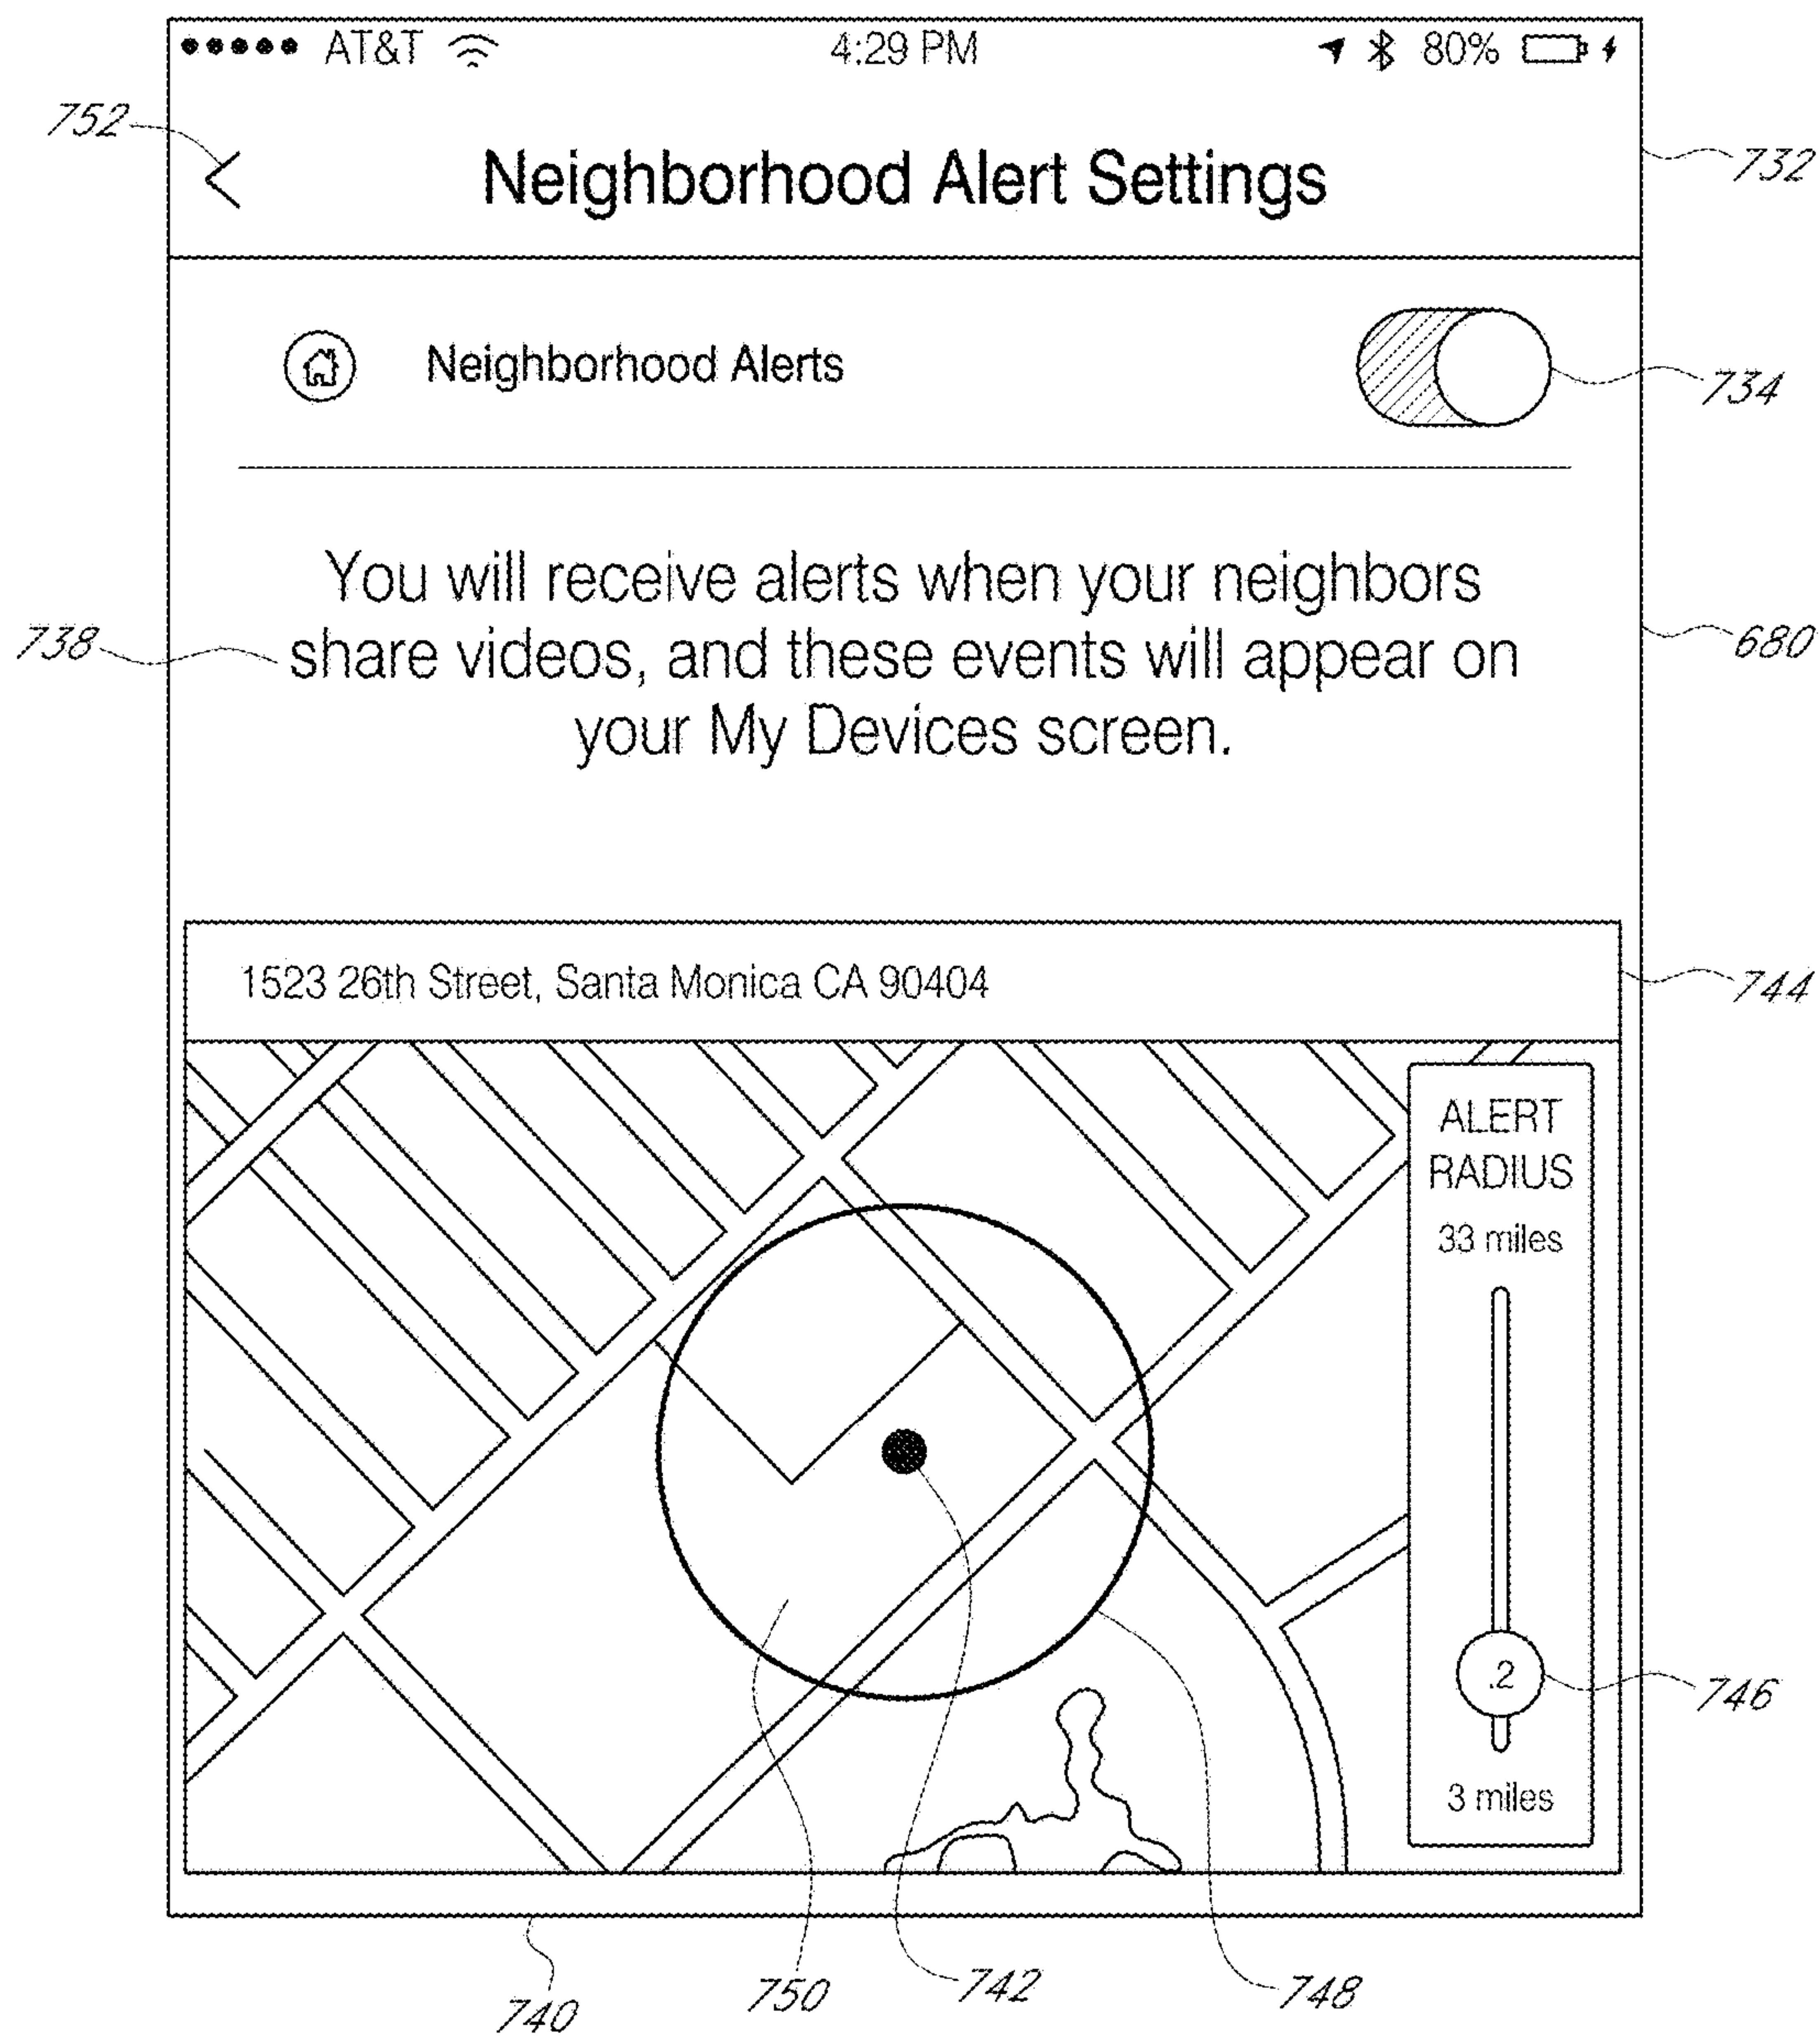 AT&T 4:29 PM 80%
752
Neighborhood Alert Settings
732
Neighborhood Alerts
734
You will receive alerts when your neighbors
share videos, and these events will appear on
your My Devices screen.
738
680
1523 26th Street, Santa Monica CA 90404
744
ALERT
RADIUS
33 miles
.2
746
3 miles
740
750
742
748